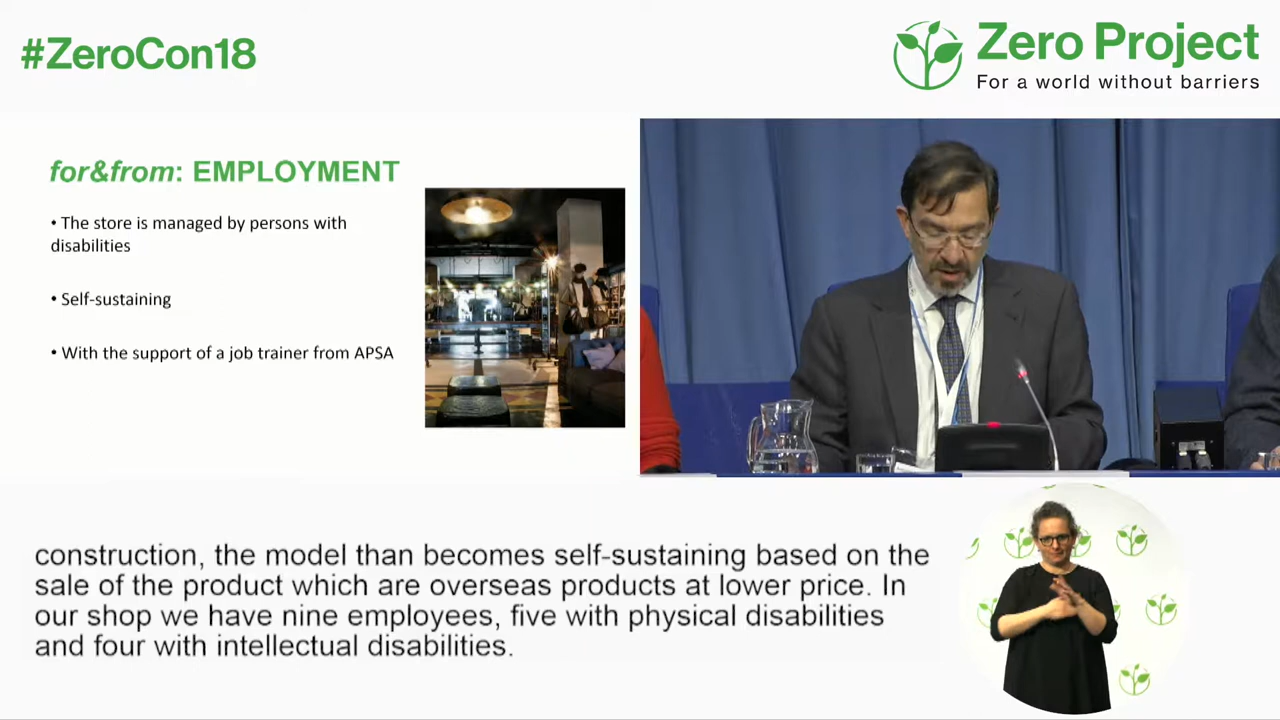 #ZeroCon18
Zero Project
For a world without barriers
for&from: EMPLOYMENT
• The store is managed by persons with
disabilities
• Self-sustaining
• With the support of a job trainer from APSA
construction, the model than becomes self-sustaining based on the
sale of the product which are overseas products at lower price. In
our shop we have nine employees, five with physical disabilities
and four with intellectual disabilities.